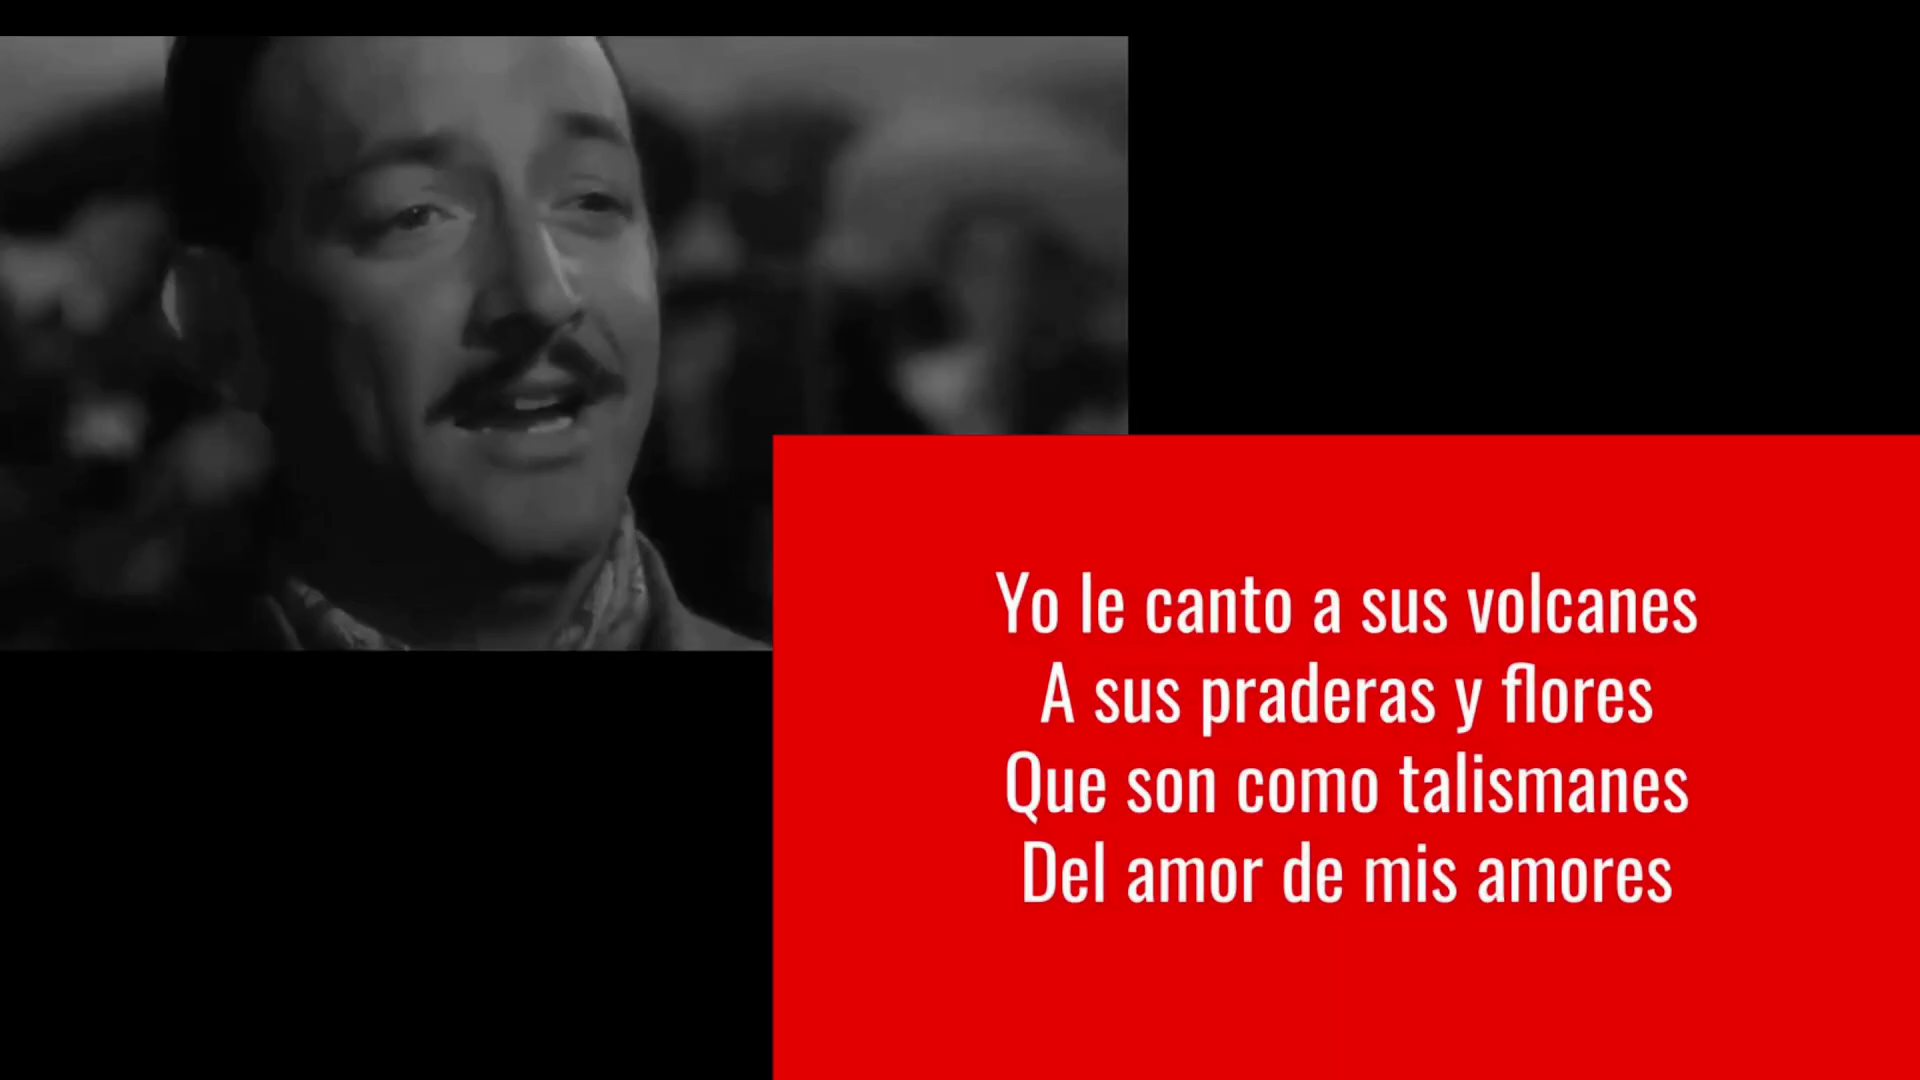 Yo le canto a sus volcanes
A sus praderas y flores
Que son como talismanes
Del amor de mis amores